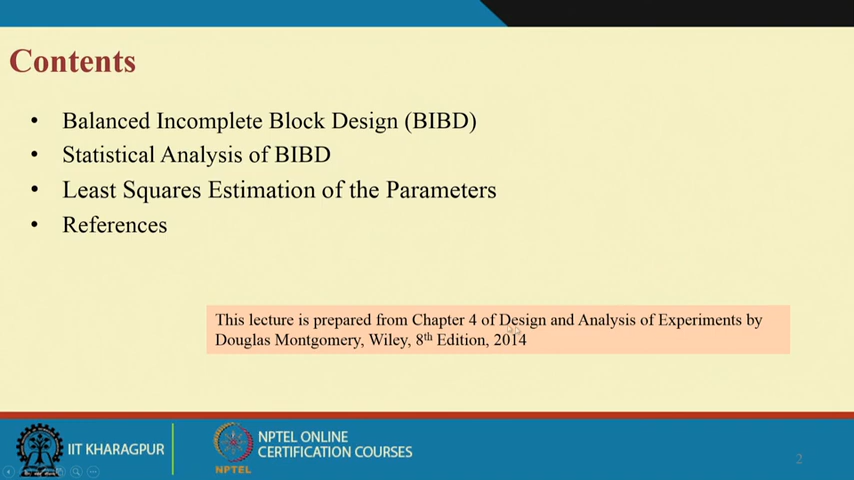 Contents
• Balanced Incomplete Block Design (BIBD)
• Statistical Analysis of BIBD
• Least Squares Estimation of the Parameters
• References
This lecture is prepared from Chapter 4 of Design and Analysis of Experiments by
Douglas Montgomery, Wiley, 8th Edition, 2014
IIT KHARAGPUR
NPTEL
NPTEL ONLINE
CERTIFICATION COURSES
2